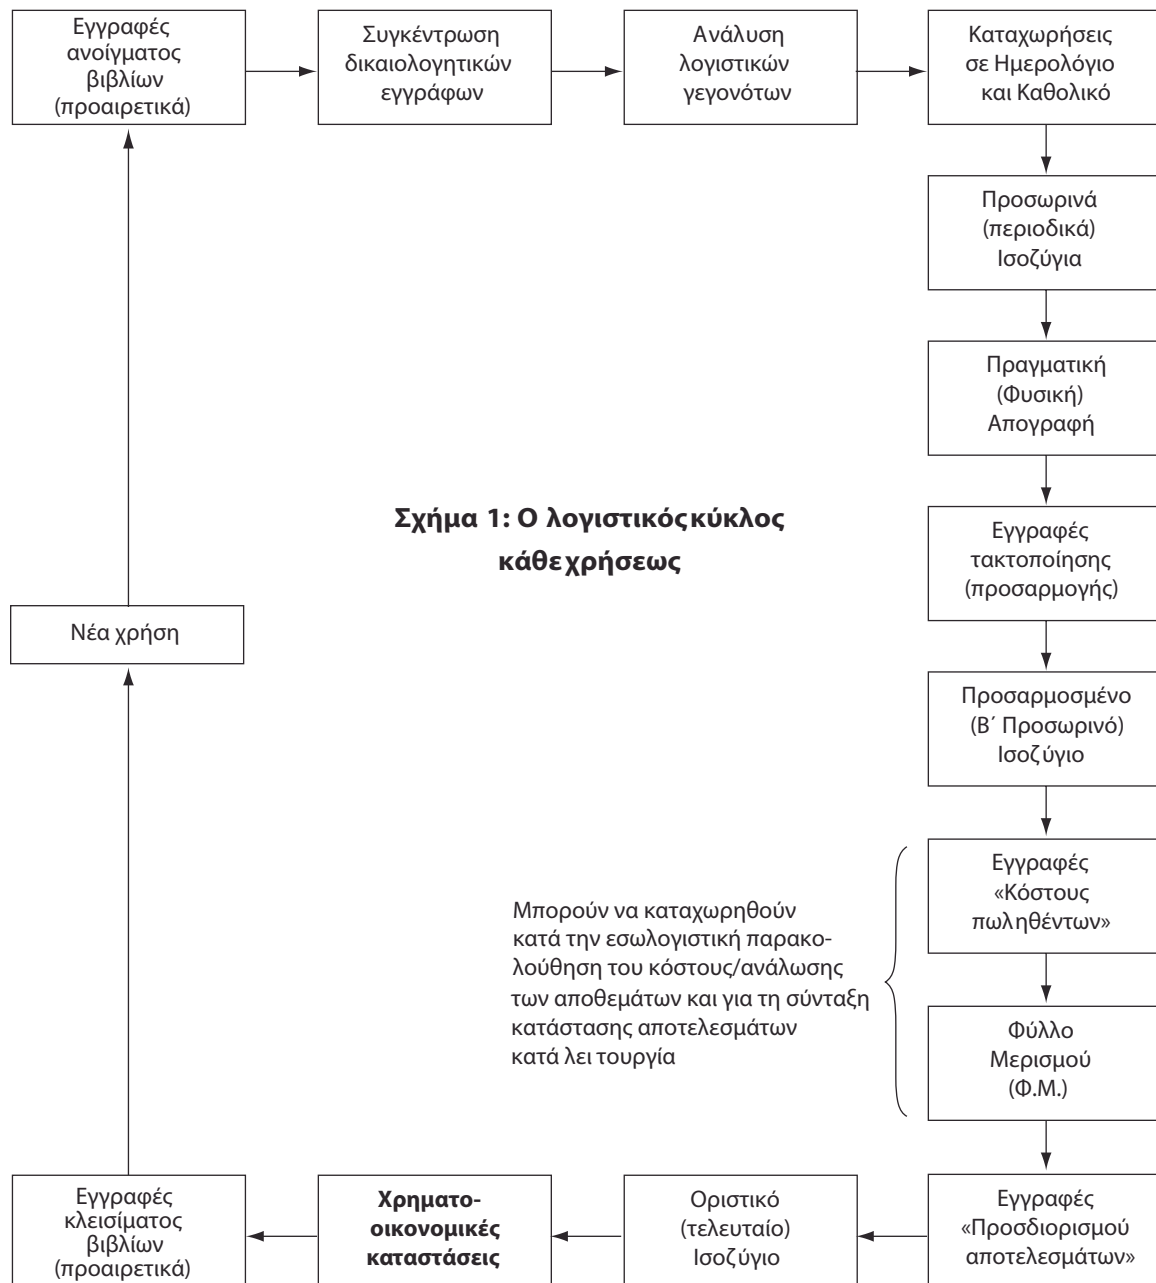 Εγγραφές
ανοίγματος
βιβλίων
(προαιρετικά)
Συγκέντρωση
δικαιολογητικών
εγγράφων
Ανάλυση
λογιστικών
γεγονότων
Καταχωρήσεις
σε Ημερολόγιο
και Καθολικό
Προσωρινά
(περιοδικά)
Ισοζύγια
Πραγματική
(Φυσική)
Απογραφή
Σχήμα 1: Ο λογιστικός κύκλος
κάθε χρήσεως
Εγγραφές
τακτοποίησης
(προσαρμογής)
Νέα χρήση
Προσαρμοσμένο
(Β΄ Προσωρινό)
Ισοζύγιο
Εγγραφές
«Κόστους
πωληθέντων»
Μπορούν να καταχωρηθούν
κατά την εσωλογιστική παρακο-
λούθηση του κόστους/ανάλωσης
των αποθεμάτων και για τη σύνταξη
κατάστασης αποτελεσμάτων
κατά λει τουργία
Φύλλο
Μερισμού
(Φ.Μ.)
Εγγραφές
«Προσδιορισμού
αποτελεσμάτων»
Οριστικό
(τελευταίο)
Ισοζύγιο
Χρηματο-
οικονομικές
καταστάσεις
Εγγραφές
κλεισίματος
βιβλίων
(προαιρετικά)